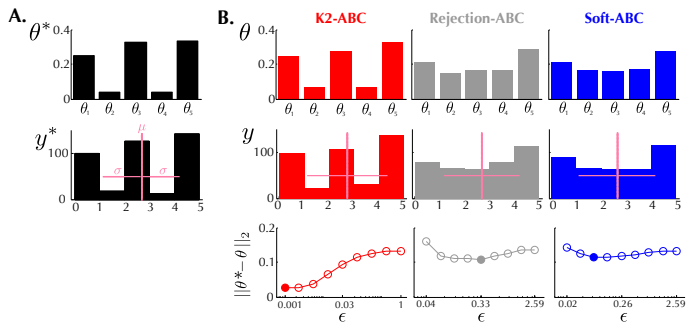 A.
B.
K2-ABC
Rejection-ABC
Soft-ABC
θ*
0.4
0.2
0
θ₁ θ₂ θ₃ θ₄ θ₅
θ
0.4
0.2
0
θ₁ θ₂ θ₃ θ₄ θ₅
θ₁ θ₂ θ₃ θ₄ θ₅
θ₁ θ₂ θ₃ θ₄ θ₅
y*
μ
100
σ σ
0
0 1 2 3 4 5
y
100
0
0 1 2 3 4 5
0 1 2 3 4 5
0 1 2 3 4 5
||θ*− θ ||₂
0.2
0.1
0
0.001 0.03 1
0.04 0.33 2.59
0.02 0.26 2.59
ϵ
ϵ
ϵ